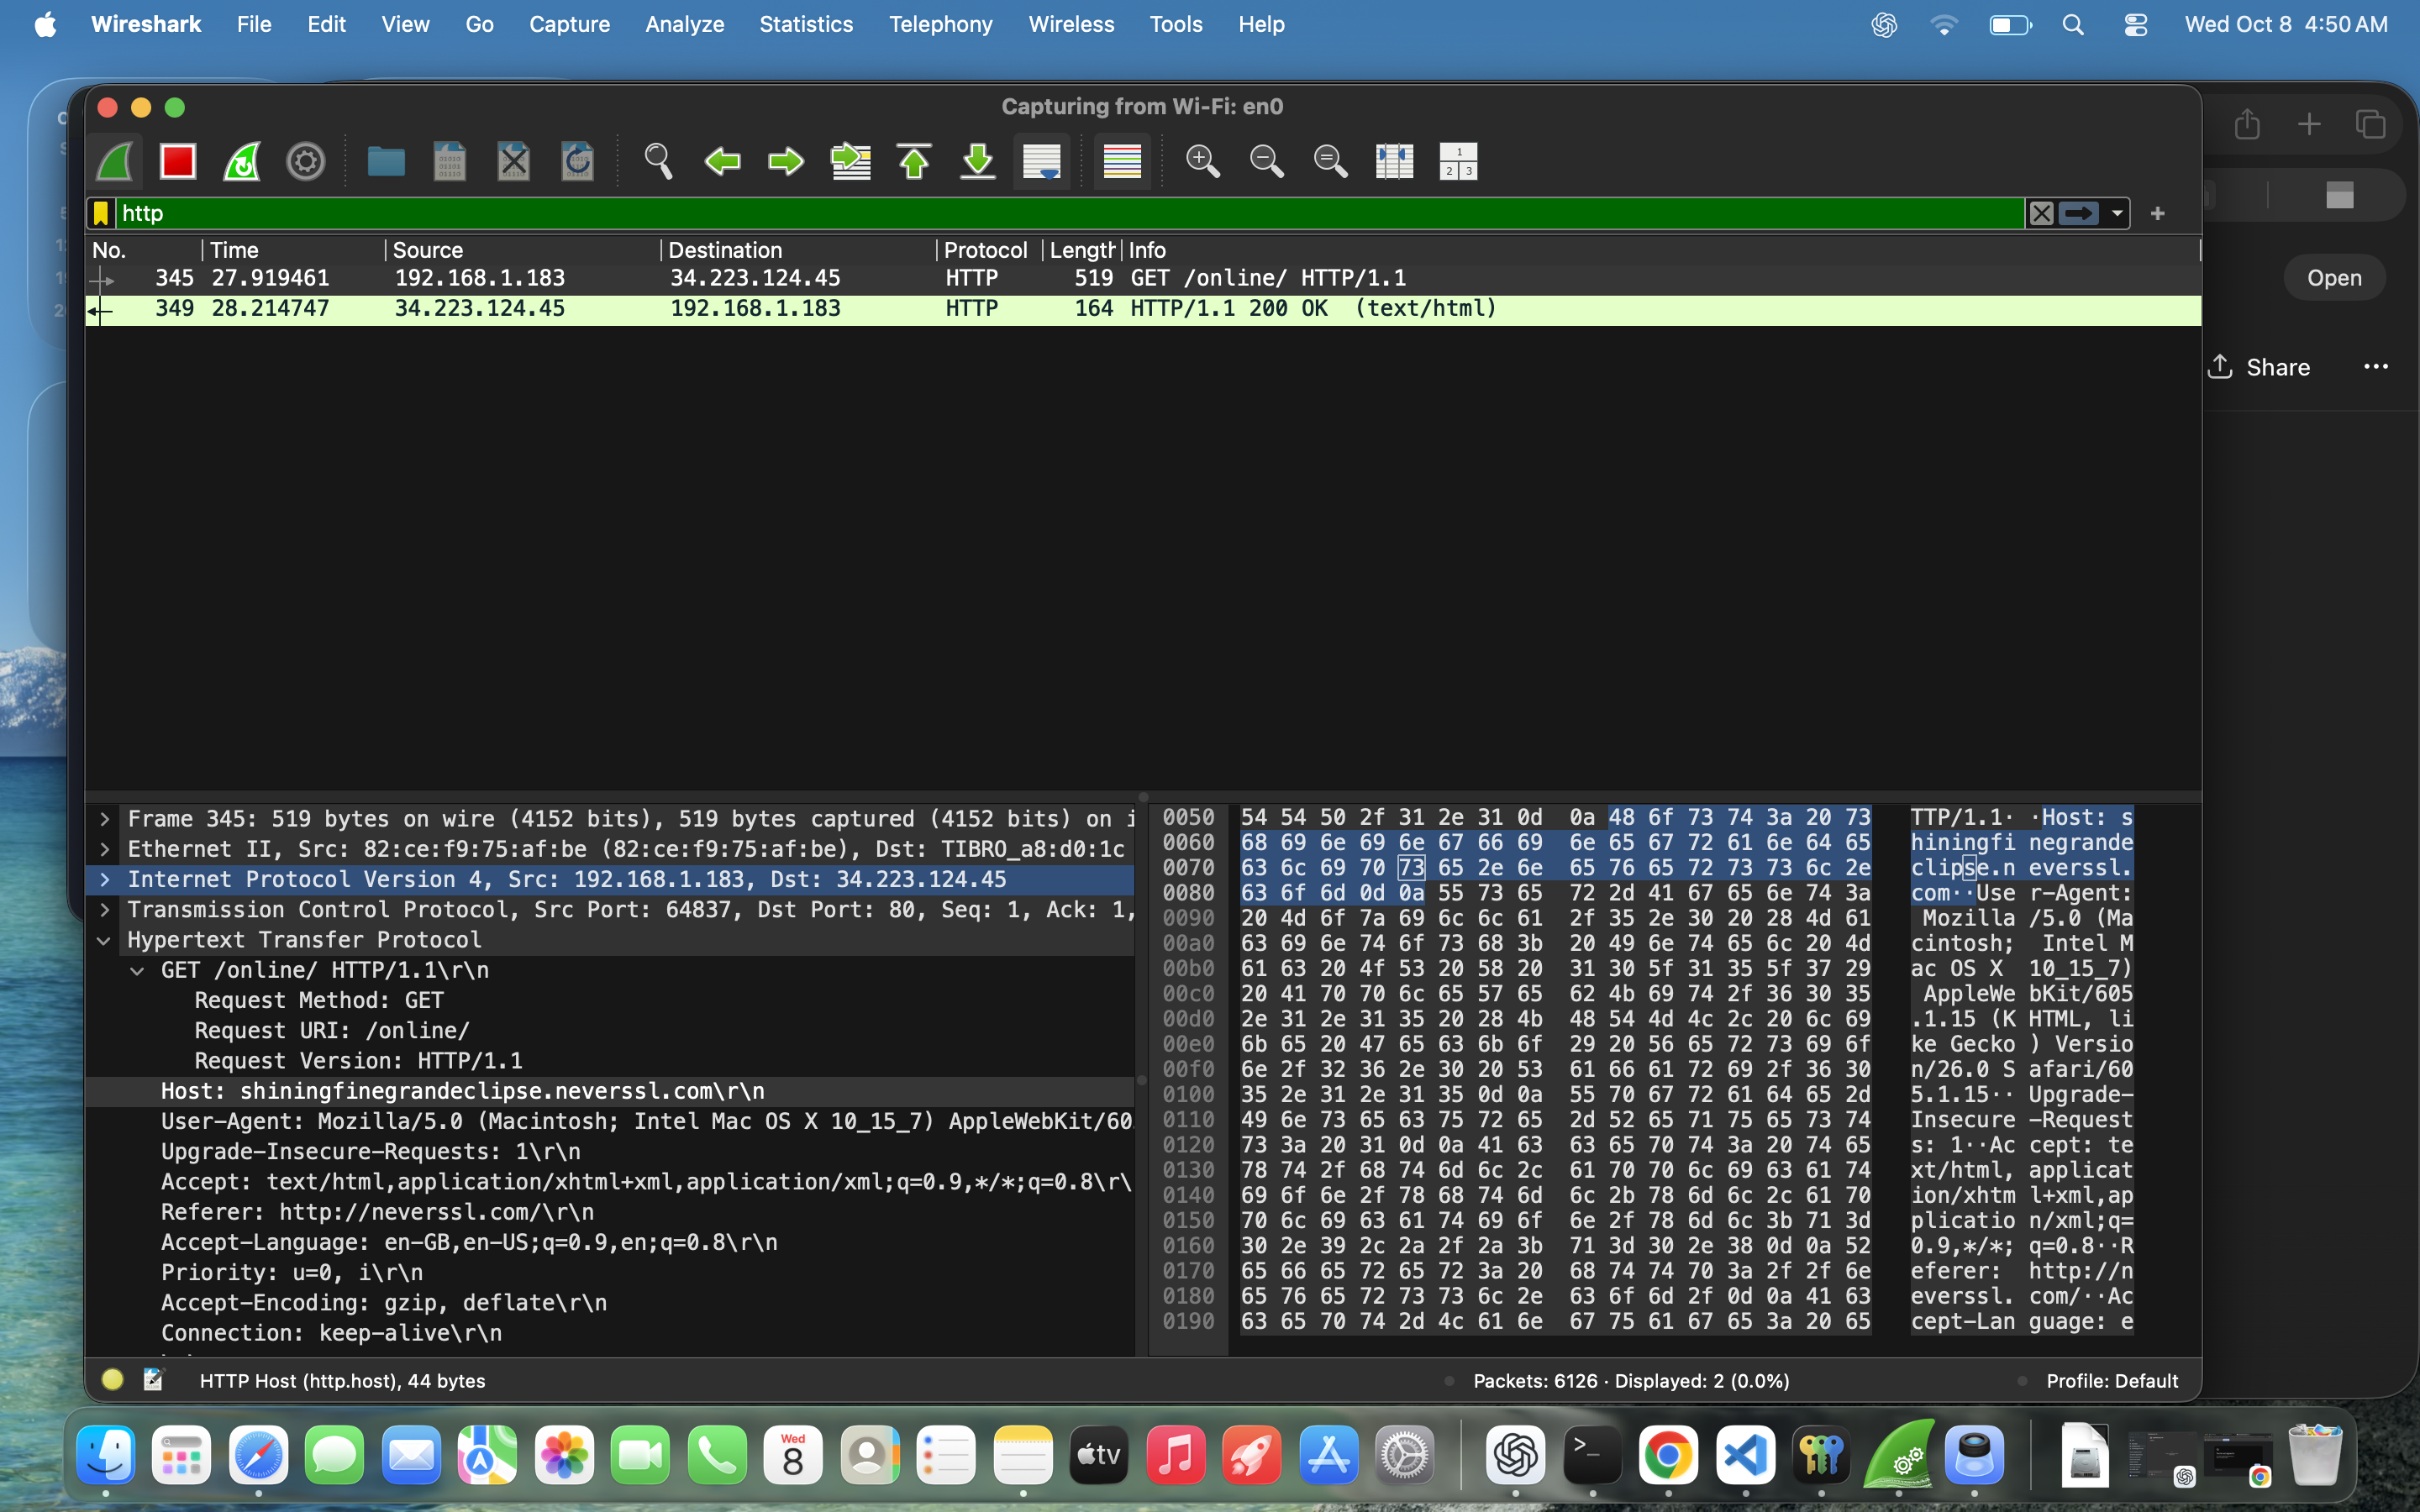 Wireshark File Edit View Go Capture Analyze Statistics Telephony Wireless Tools Help Wed Oct 8 4:50 AM
Capturing from Wi-Fi: en0
http
No. Time Source Destination Protocol Length Info
345 27.919461 192.168.1.183 34.223.124.45 HTTP 519 GET /online/ HTTP/1.1
349 28.214747 34.223.124.45 192.168.1.183 HTTP 164 HTTP/1.1 200 OK (text/html)
Open
Share
Frame 345: 519 bytes on wire (4152 bits), 519 bytes captured (4152 bits) on i
Ethernet II, Src: 82:ce:f9:75:af:be (82:ce:f9:75:af:be), Dst: TIBRO_a8:d0:1c
Internet Protocol Version 4, Src: 192.168.1.183, Dst: 34.223.124.45
Transmission Control Protocol, Src Port: 64837, Dst Port: 80, Seq: 1, Ack: 1,
Hypertext Transfer Protocol
GET /online/ HTTP/1.1\r\n
Request Method: GET
Request URI: /online/
Request Version: HTTP/1.1
Host: shiningfinegrandeclipse.neverssl.com\r\n
User-Agent: Mozilla/5.0 (Macintosh; Intel Mac OS X 10_15_7) AppleWebKit/60
Upgrade-Insecure-Requests: 1\r\n
Accept: text/html,application/xhtml+xml,application/xml;q=0.9,*/*;q=0.8\r\
Referer: http://neverssl.com/\r\n
Accept-Language: en-GB,en-US;q=0.9,en;q=0.8\r\n
Priority: u=0, i\r\n
Accept-Encoding: gzip, deflate\r\n
Connection: keep-alive\r\n
0050 54 54 50 2f 31 2e 31 0d 0a 48 6f 73 74 3a 20 73 TTP/1.1· ·Host: s
0060 68 69 6e 69 6e 67 66 69 6e 65 67 72 61 6e 64 65 hiningfi negrande
0070 63 6c 69 70 73 65 2e 6e 65 76 65 72 73 73 6c 2e clipse.n everssl.
0080 63 6f 6d 0d 0a 55 73 65 72 2d 41 67 65 6e 74 3a com··Use r-Agent:
0090 20 4d 6f 7a 69 6c 6c 61 2f 35 2e 30 20 28 4d 61 Mozilla /5.0 (Ma
00a0 63 69 6e 74 6f 73 68 3b 20 49 6e 74 65 6c 20 4d cintosh; Intel M
00b0 61 63 20 4f 53 20 58 20 31 30 5f 31 35 5f 37 29 ac OS X 10_15_7)
00c0 20 41 70 70 6c 65 57 65 62 4b 69 74 2f 36 30 35 AppleWe bKit/605
00d0 2e 31 2e 31 35 20 28 4b 48 54 4d 4c 2c 20 6c 69 .1.15 (K HTML, li
00e0 6b 65 20 47 65 63 6b 6f 29 20 56 65 72 73 69 6f ke Gecko ) Versio
00f0 6e 2f 32 36 2e 30 20 53 61 66 61 72 69 2f 36 30 n/26.0 S afari/60
0100 35 2e 31 2e 31 35 0d 0a 55 70 67 72 61 64 65 2d 5.1.15·· Upgrade-
0110 49 6e 73 65 63 75 72 65 2d 52 65 71 75 65 73 74 Insecure -Request
0120 73 3a 20 31 0d 0a 41 63 63 65 70 74 3a 20 74 65 s: 1··Ac cept: te
0130 78 74 2f 68 74 6d 6c 2c 61 70 70 6c 69 63 61 74 xt/html, applicat
0140 69 6f 6e 2f 78 68 74 6d 6c 2b 78 6d 6c 2c 61 70 ion/xhtm l+xml,ap
0150 70 6c 69 63 61 74 69 6f 6e 2f 78 6d 6c 3b 71 3d plicatio n/xml;q=
0160 30 2e 39 2c 2a 2f 2a 3b 71 3d 30 2e 38 0d 0a 52 0.9,*/*; q=0.8··R
0170 65 66 65 72 65 72 3a 20 68 74 74 70 3a 2f 2f 6e eferer: http://n
0180 65 76 65 72 73 73 6c 2e 63 6f 6d 2f 0d 0a 41 63 everssl. com/··Ac
0190 63 65 70 74 2d 4c 61 6e 67 75 61 67 65 3a 20 65 cept-Lan guage: e
HTTP Host (http.host), 44 bytes Packets: 6126 · Displayed: 2 (0.0%) Profile: Default
Wed
8
tv